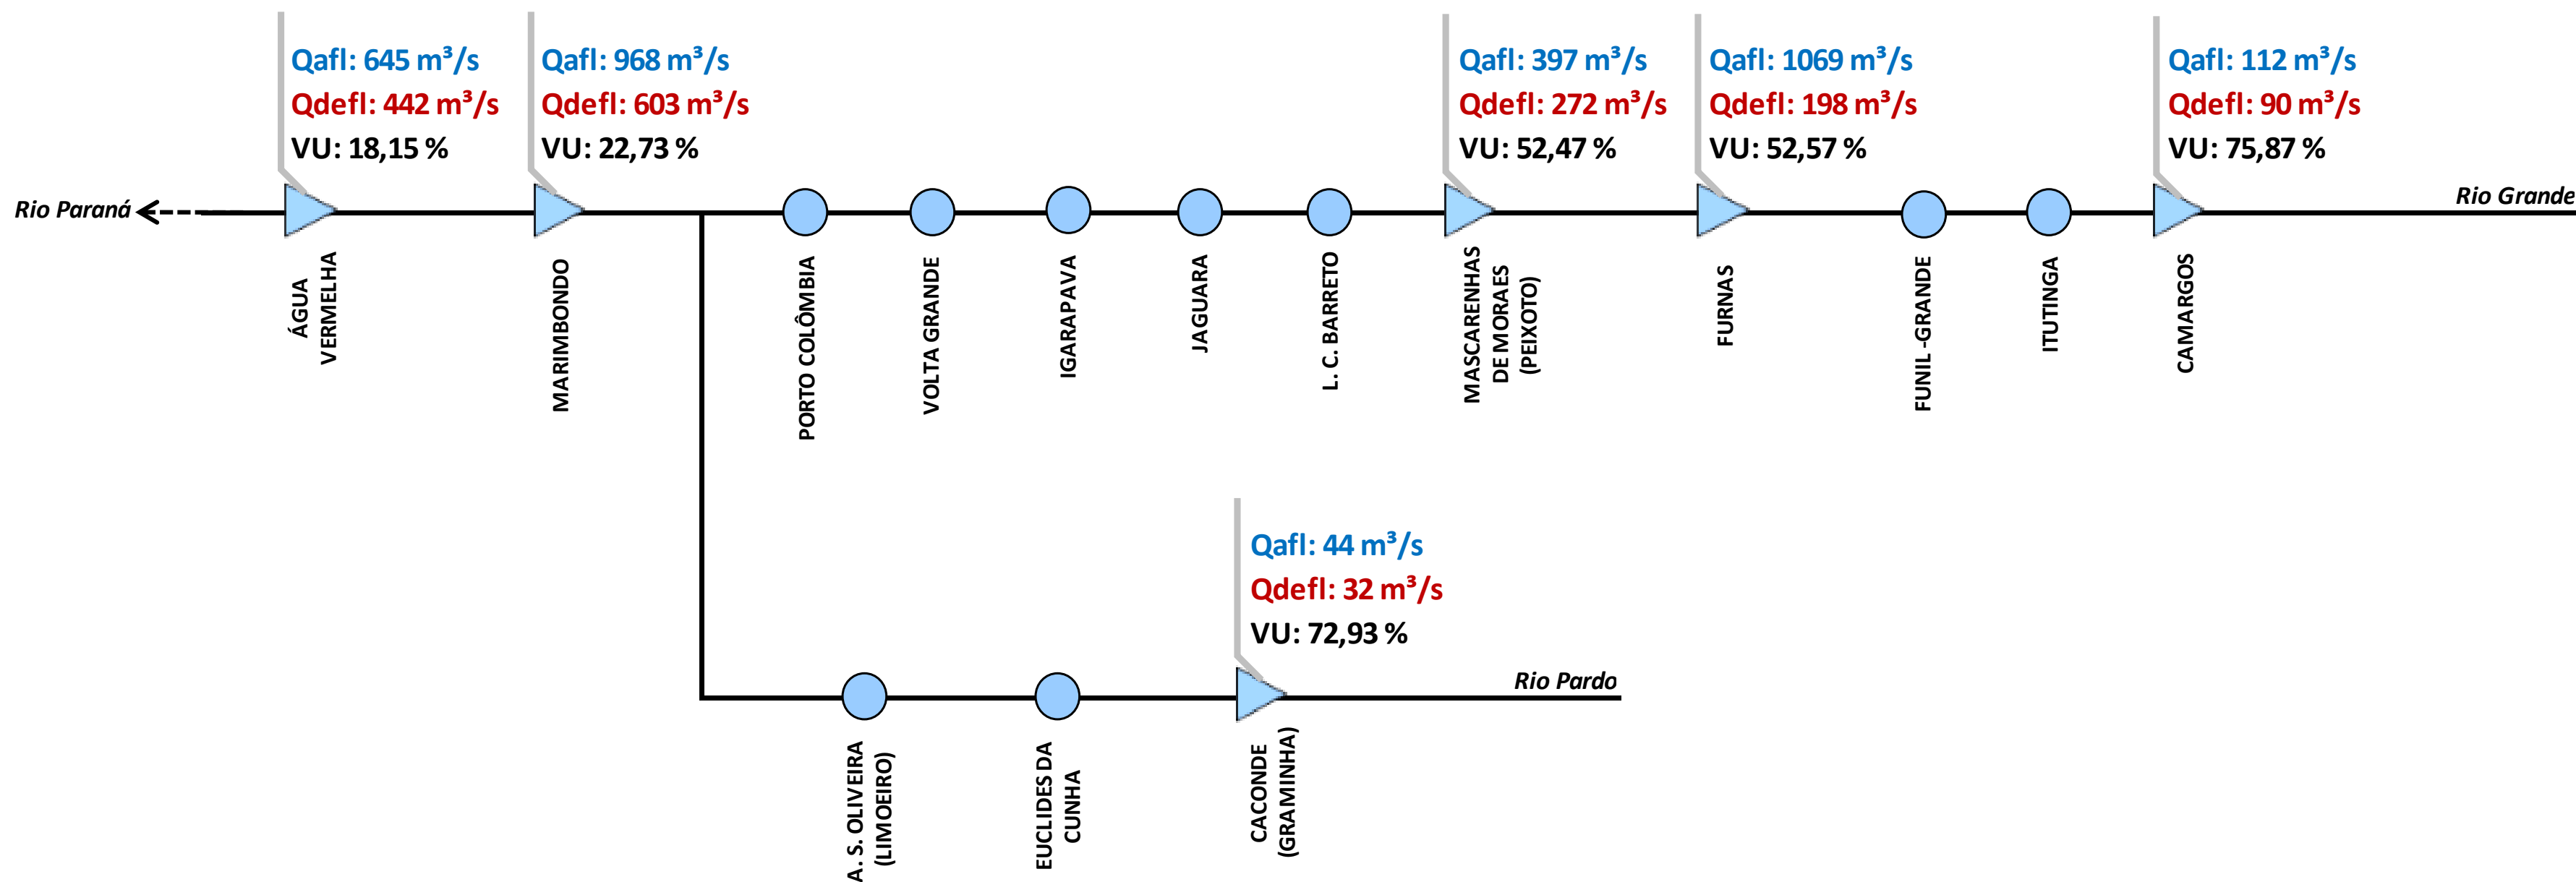 Qafl: 645 m³/s
Qdefl: 442 m³/s
VU: 18,15 %
Qafl: 968 m³/s
Qdefl: 603 m³/s
VU: 22,73 %
Qafl: 397 m³/s
Qdefl: 272 m³/s
VU: 52,47 %
Qafl: 1069 m³/s
Qdefl: 198 m³/s
VU: 52,57 %
Qafl: 112 m³/s
Qdefl: 90 m³/s
VU: 75,87 %
Rio Paraná
Rio Grande
ÁGUA
VERMELHA
MARIMBONDO
PORTO COLÔMBIA
VOLTA GRANDE
IGARAPAVA
JAGUARA
L. C. BARRETO
MASCARENHAS
DE MORAES
(PEIXOTO)
FURNAS
FUNIL -GRANDE
ITUTINGA
CAMARGOS
Qafl: 44 m³/s
Qdefl: 32 m³/s
VU: 72,93 %
Rio Pardo
A. S. OLIVEIRA
(LIMOEIRO)
EUCLIDES DA
CUNHA
CACONDE
(GRAMINHA)